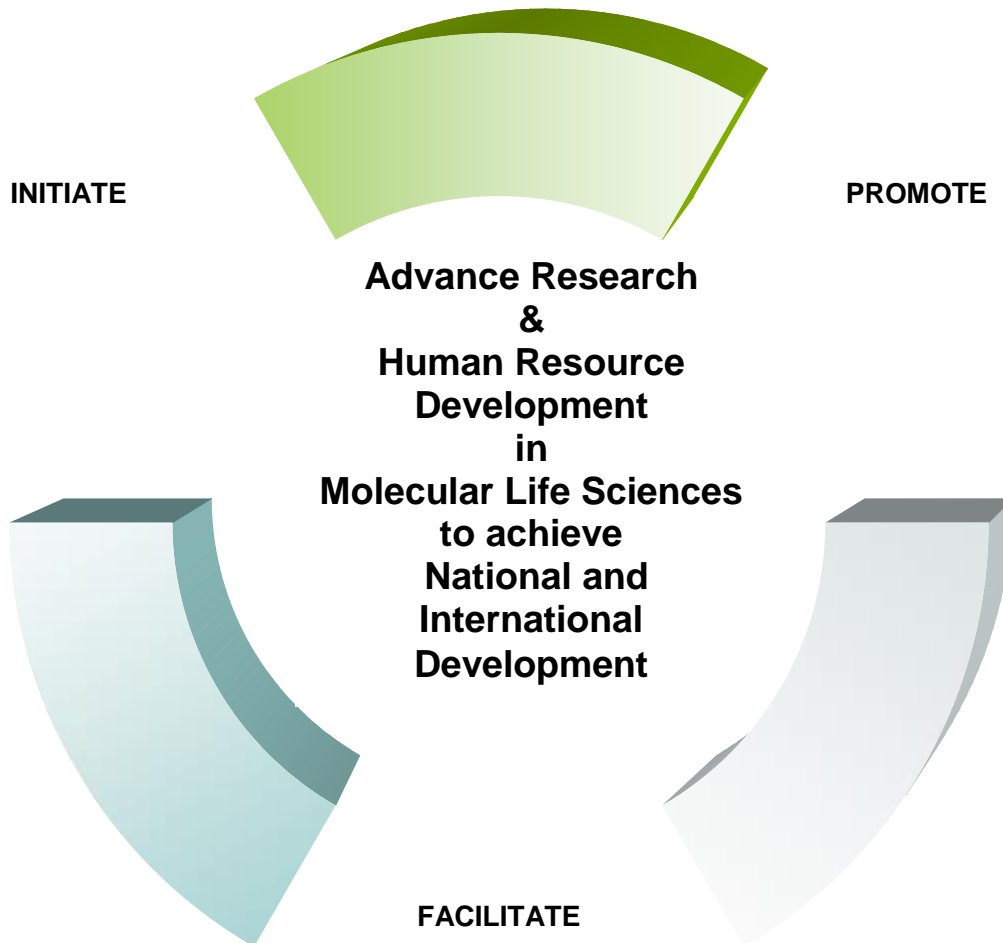 INITIATE
PROMOTE
Advance Research
&
Human Resource
Development
in
Molecular Life Sciences
to achieve
National and
International
Development
FACILITATE